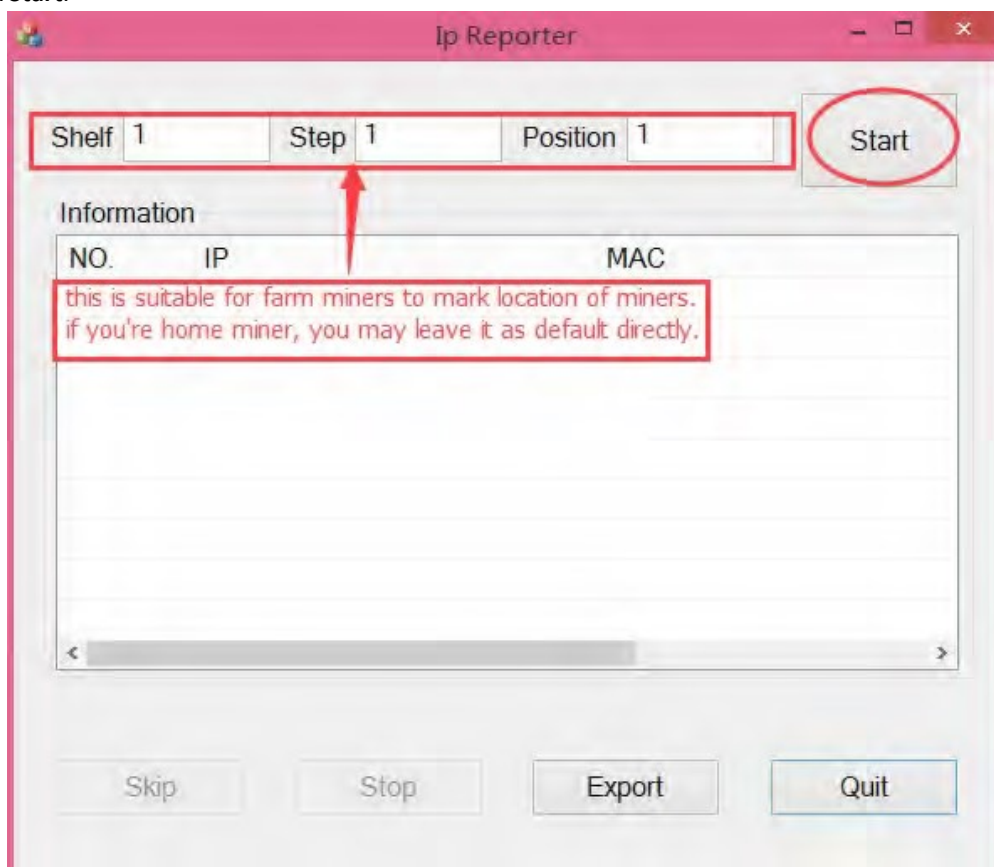 Ip Reporter
Shelf 1 Step 1 Position 1 Start
Information
NO. IP MAC
this is suitable for farm miners to mark location of miners.
if you're home miner, you may leave it as default directly.
Skip Stop Export Quit